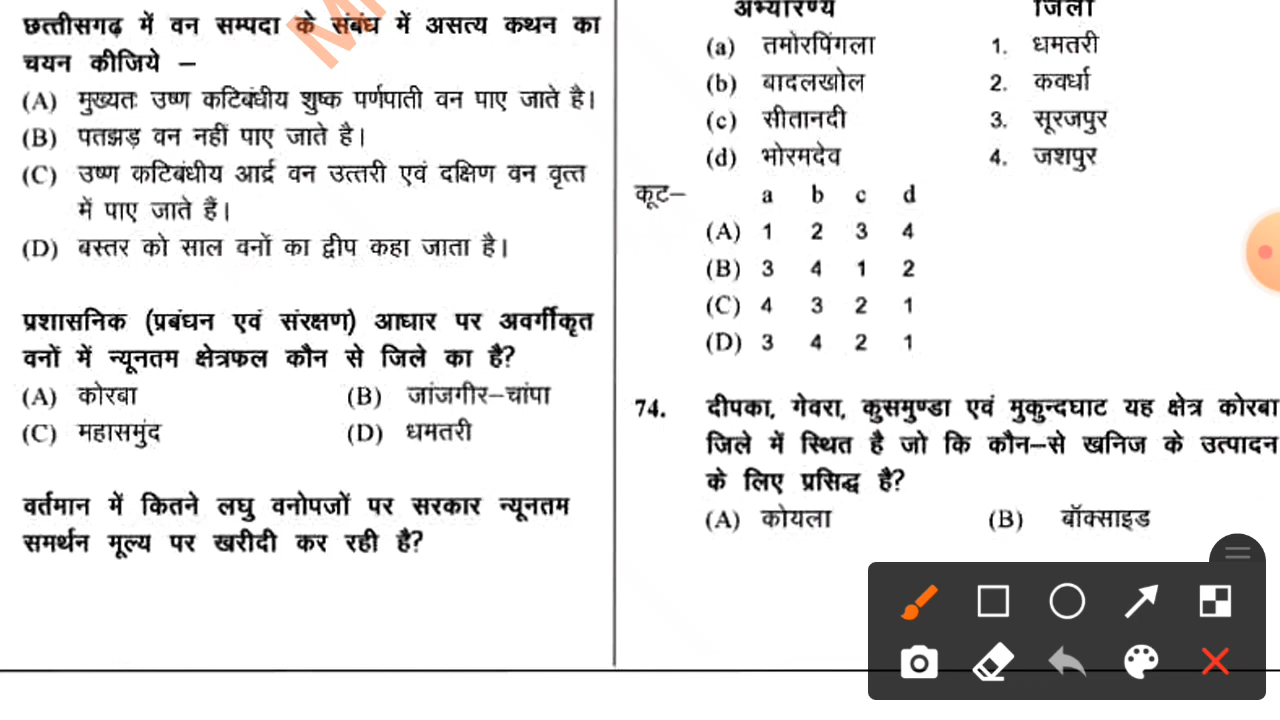 छत्तीसगढ़ में वन सम्पदा के संबंध में असत्य कथन का
चयन कीजिये –
(A) मुख्यतः उष्ण कटिबंधीय शुष्क पर्णपाती वन पाए जाते है।
(B) पतझड़ वन नहीं पाए जाते है।
(C) उष्ण कटिबंधीय आर्द्र वन उत्तरी एवं दक्षिण वन वृत्त
में पाए जाते हैं।
(D) बस्तर को साल वनों का द्वीप कहा जाता है।
प्रशासनिक (प्रबंघन एवं संरक्षण) आधार पर अवर्गीकृत
वनों में न्यूनतम क्षेत्रफल कौन से जिले का है?
(A) कोरबा (B) जांजगीर–चांपा
(C) महासमुंद (D) धमतरी
वर्तमान में कितने लघु वनोपजों पर सरकार न्यूनतम
समर्थन मूल्य पर खरीदी कर रही है?
अभ्यारण्य जिला
(a) तमोरपिंगला 1. धमतरी
(b) बादलखोल 2. कवर्धा
(c) सीतानदी 3. सूरजपुर
(d) भोरमदेव 4. जशपुर
कूट– a b c d
(A) 1 2 3 4
(B) 3 4 1 2
(C) 4 3 2 1
(D) 3 4 2 1
74. दीपका, गेवरा, कुसमुण्डा एवं मुकुन्दघाट यह क्षेत्र कोरबा
जिले में स्थित है जो कि कौन–से खनिज के उत्पादन
के लिए प्रसिद्ध है?
(A) कोयला (B) बॉक्साइड